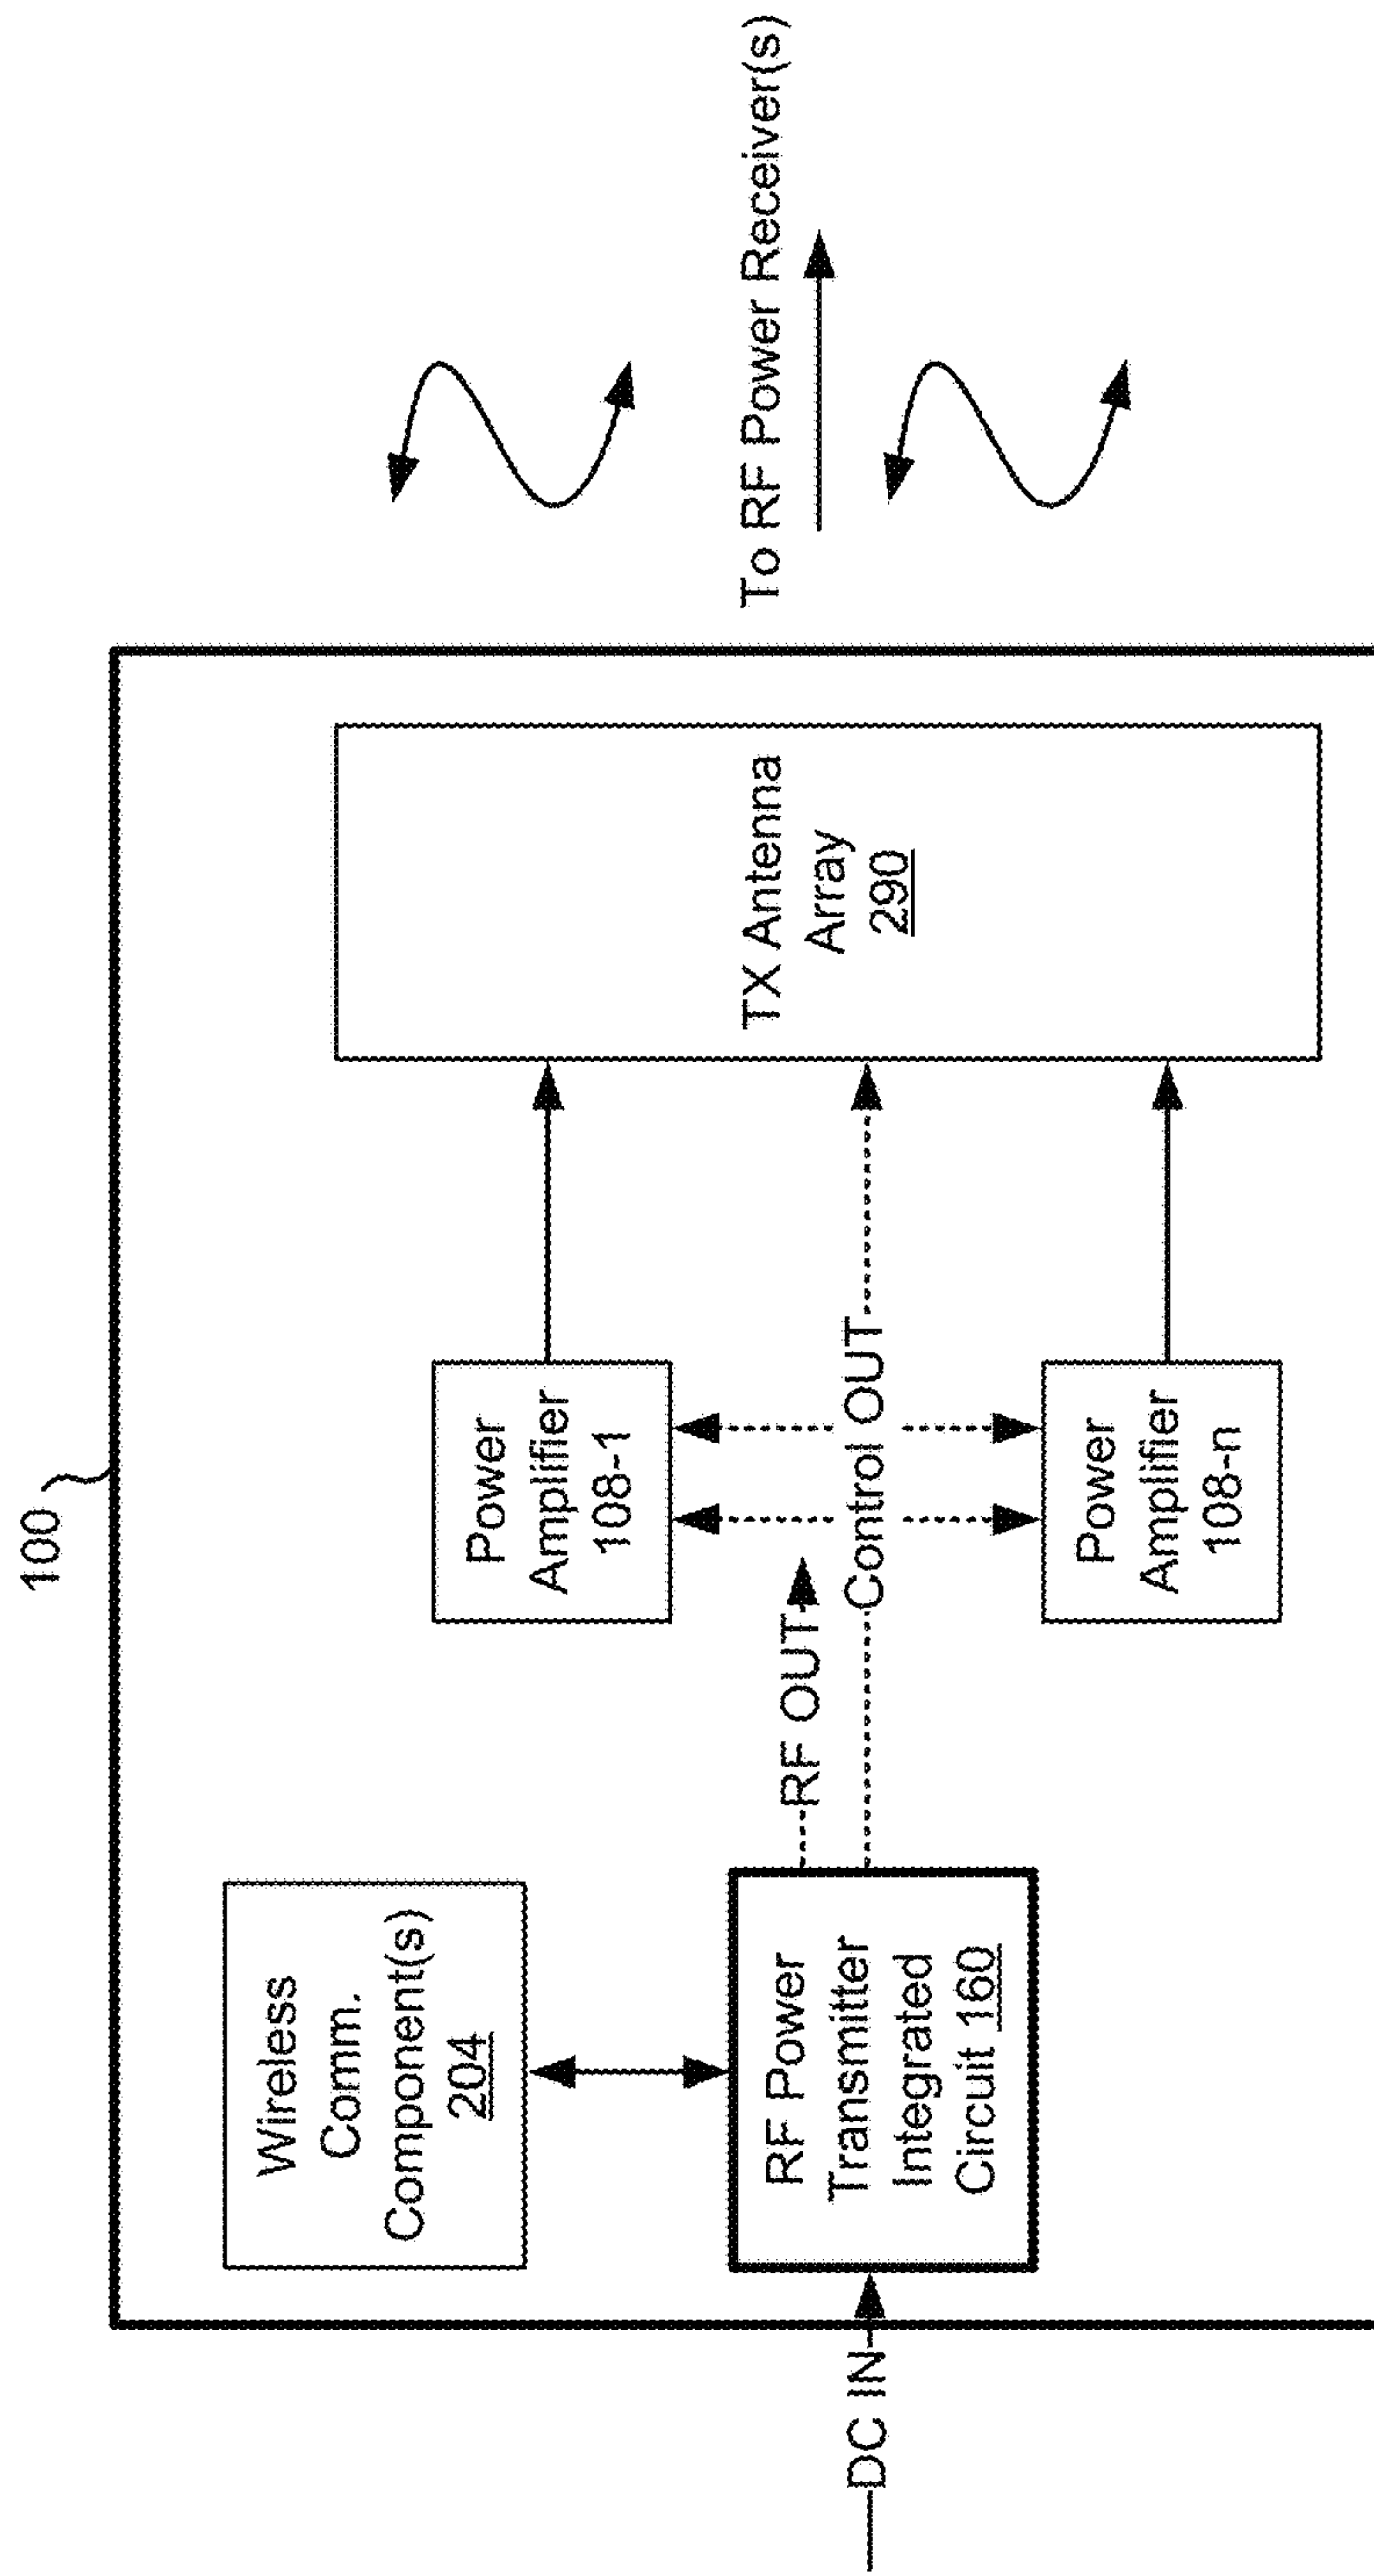 100
Wireless
Comm.
Component(s)
204
DC IN
RF Power
Transmitter
Integrated
Circuit 160
RF OUT
Control OUT
Power
Amplifier
108-1
Power
Amplifier
108-n
TX Antenna
Array
290
To RF Power Receiver(s)